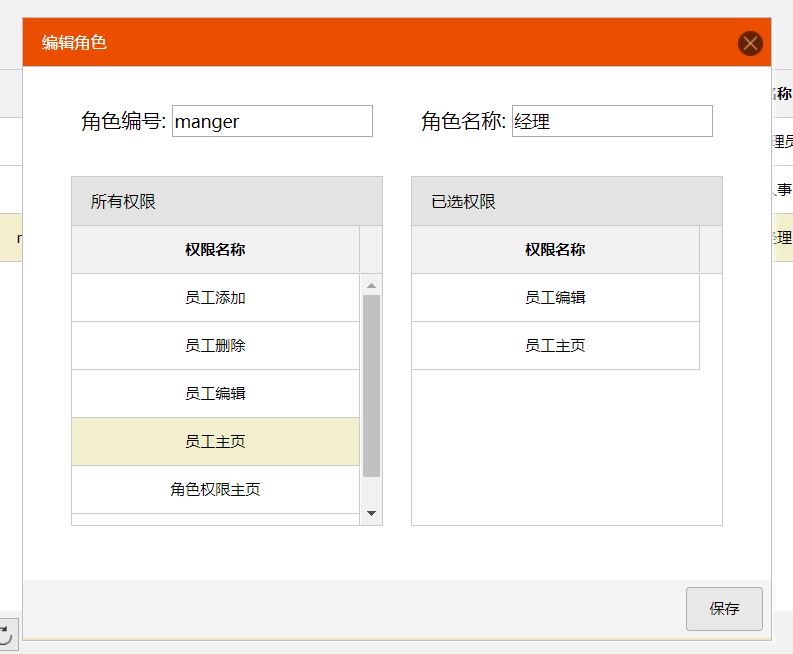 编辑角色
角色编号: manger 角色名称: 经理
所有权限 已选权限
权限名称 权限名称
员工添加 员工编辑
员工删除 员工主页
员工编辑
员工主页
角色权限主页
保存